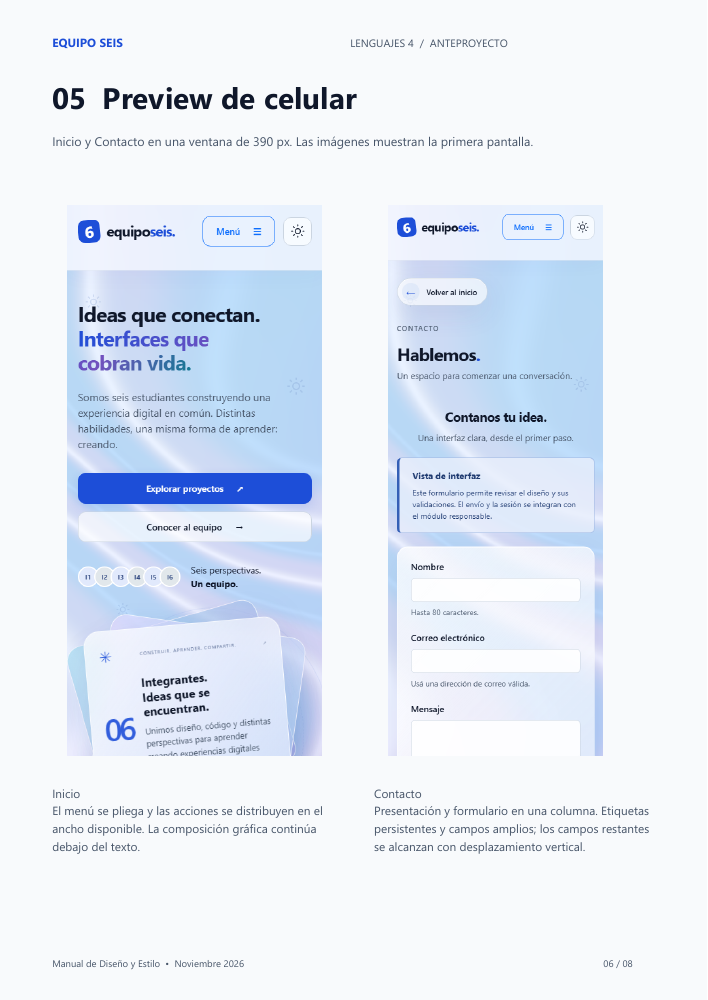 EQUIPO SEIS
LENGUAJES 4 / ANTEPROYECTO
05 Preview de celular
Inicio y Contacto en una ventana de 390 px. Las imágenes muestran la primera pantalla.
6 equiposeis.
Menú
Ideas que conectan.
Interfaces que
cobran vida.
Somos seis estudiantes construyendo una
experiencia digital en común. Distintas
habilidades, una misma forma de aprender:
creando.
Explorar proyectos ↗
Conocer al equipo →
I1 I2 I3 I4 I5 I6
Seis perspectivas.
Un equipo.
CONSTRUIR. APRENDER. COMPARTIR.
Integrantes.
Ideas que se
encuentran.
06
Unimos diseño, código y distintas
perspectivas para aprender
creando experiencias digitales
6 equiposeis.
Menú
← Volver al inicio
CONTACTO
Hablemos.
Un espacio para comenzar una conversación.
Contanos tu idea.
Una interfaz clara, desde el primer paso.
Vista de interfaz
Este formulario permite revisar el diseño y sus
validaciones. El envío y la sesión se integran con
el módulo responsable.
Nombre
Hasta 80 caracteres.
Correo electrónico
Usá una dirección de correo válida.
Mensaje
Inicio
El menú se pliega y las acciones se distribuyen en el
ancho disponible. La composición gráfica continúa
debajo del texto.
Contacto
Presentación y formulario en una columna. Etiquetas
persistentes y campos amplios; los campos restantes
se alcanzan con desplazamiento vertical.
Manual de Diseño y Estilo • Noviembre 2026
06 / 08